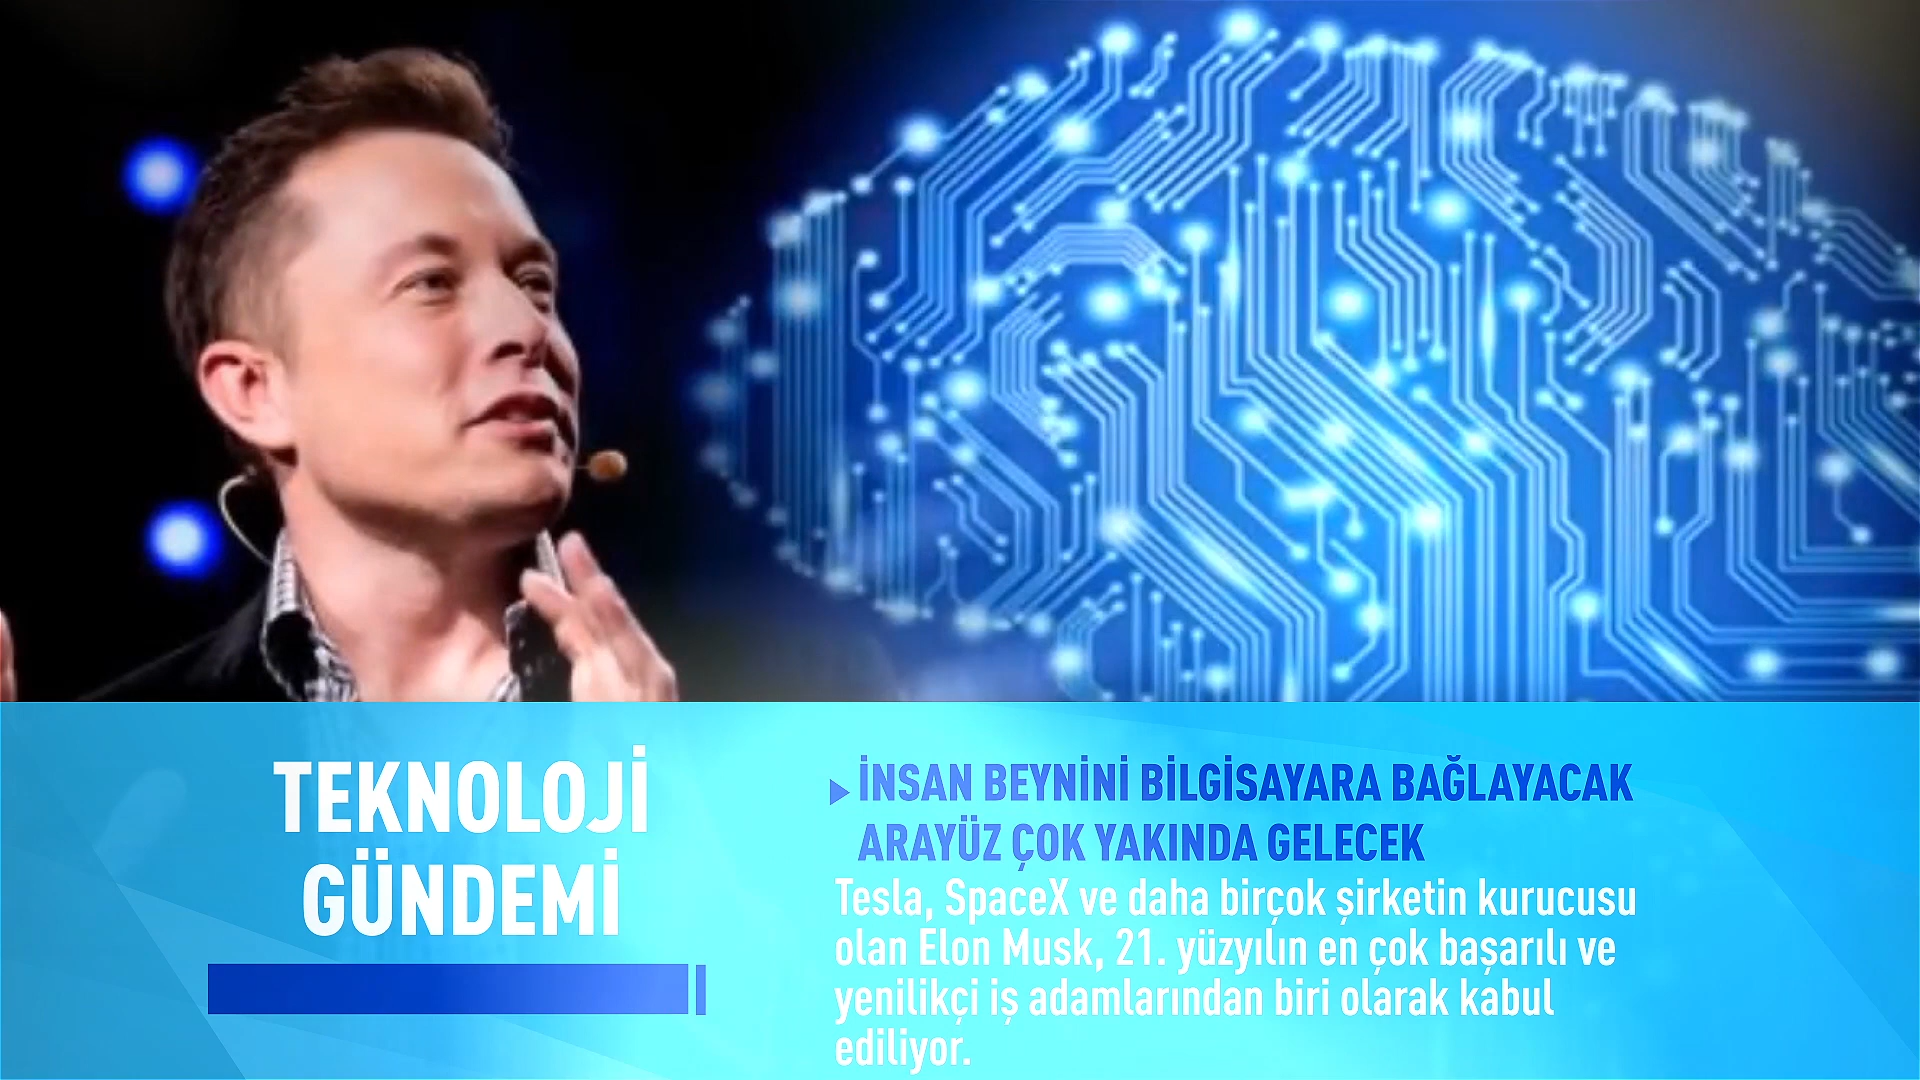 TEKNOLOJİ
GÜNDEMİ
İNSAN BEYNİNİ BİLGİSAYARA BAĞLAYACAK
ARAYÜZ ÇOK YAKINDA GELECEK
Tesla, SpaceX ve daha birçok şirketin kurucusu
olan Elon Musk, 21. yüzyılın en çok başarılı ve
yenilikçi iş adamlarından biri olarak kabul
ediliyor.